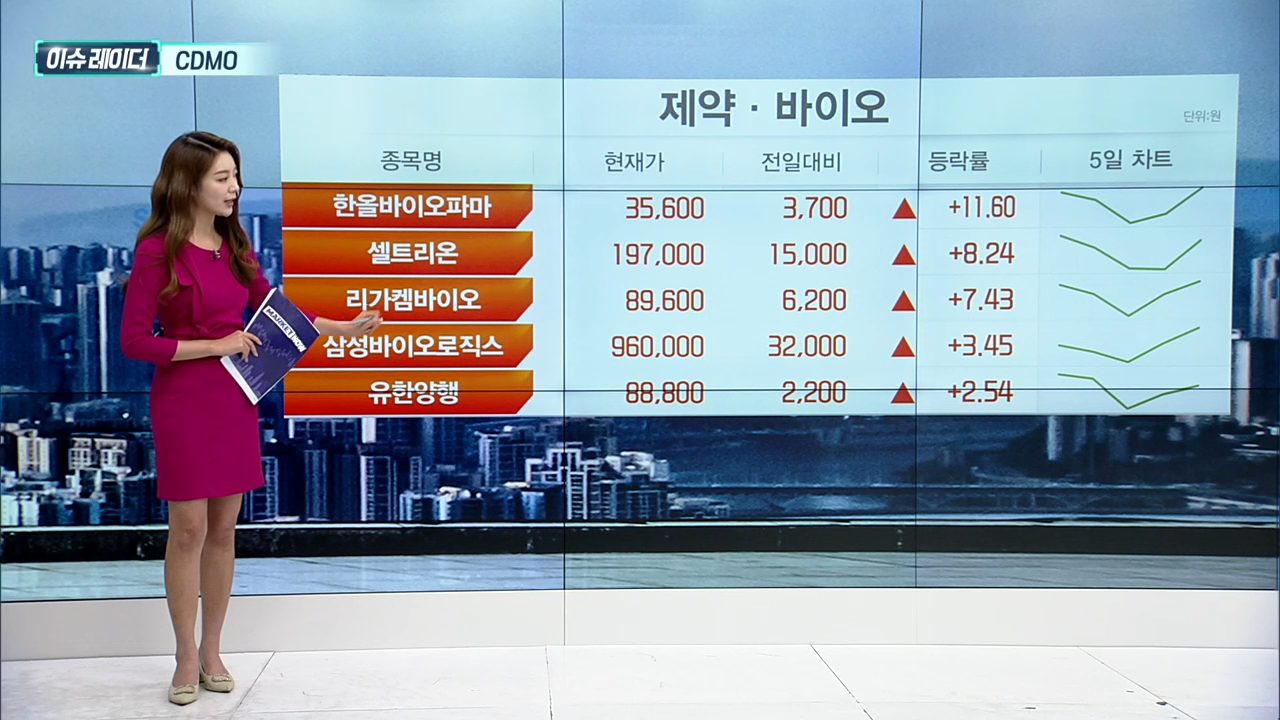 이슈 레이더 CDMO
제약 · 바이오
단위:원
종목명 현재가 전일대비 등락률 5일 차트
한올바이오파마 35,600 3,700 ▲ +11.60
셀트리온 197,000 15,000 ▲ +8.24
리가켐바이오 89,600 6,200 ▲ +7.43
삼성바이오로직스 960,000 32,000 ▲ +3.45
유한양행 88,800 2,200 ▲ +2.54
MARKET NOW